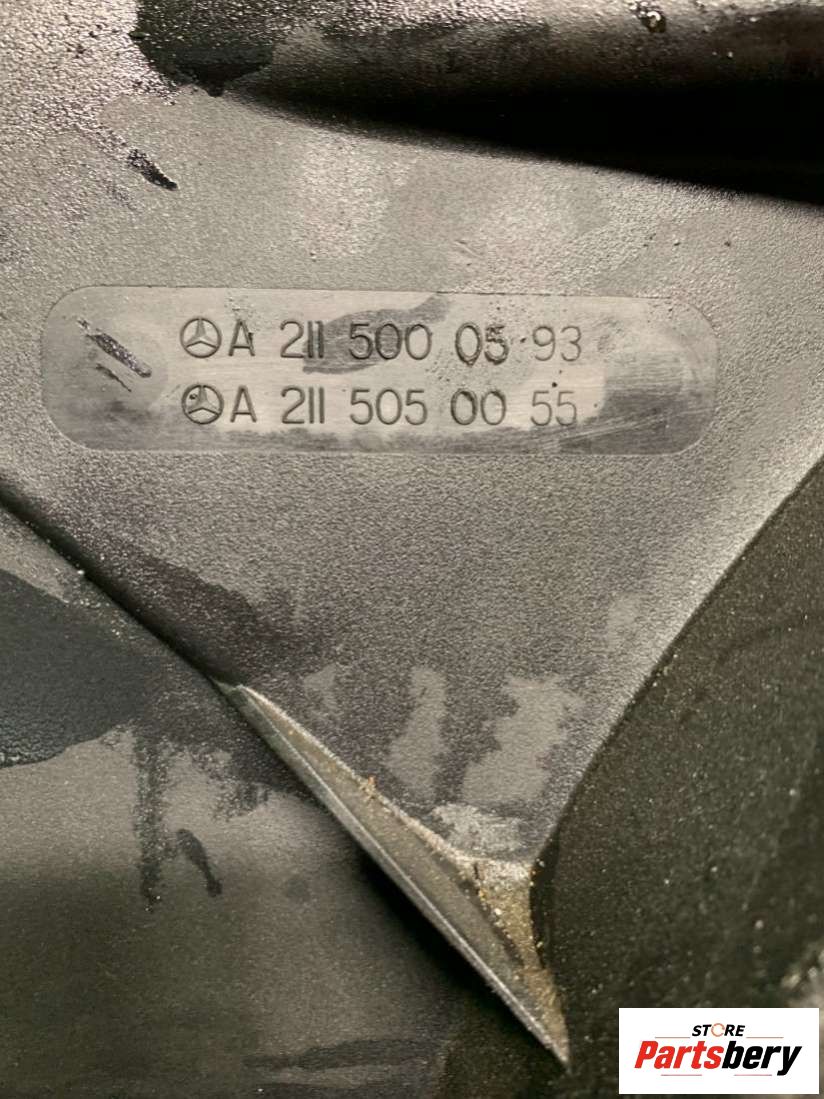 A 211 500 05 93
A 211 505 00 55
STORE
Partsbery